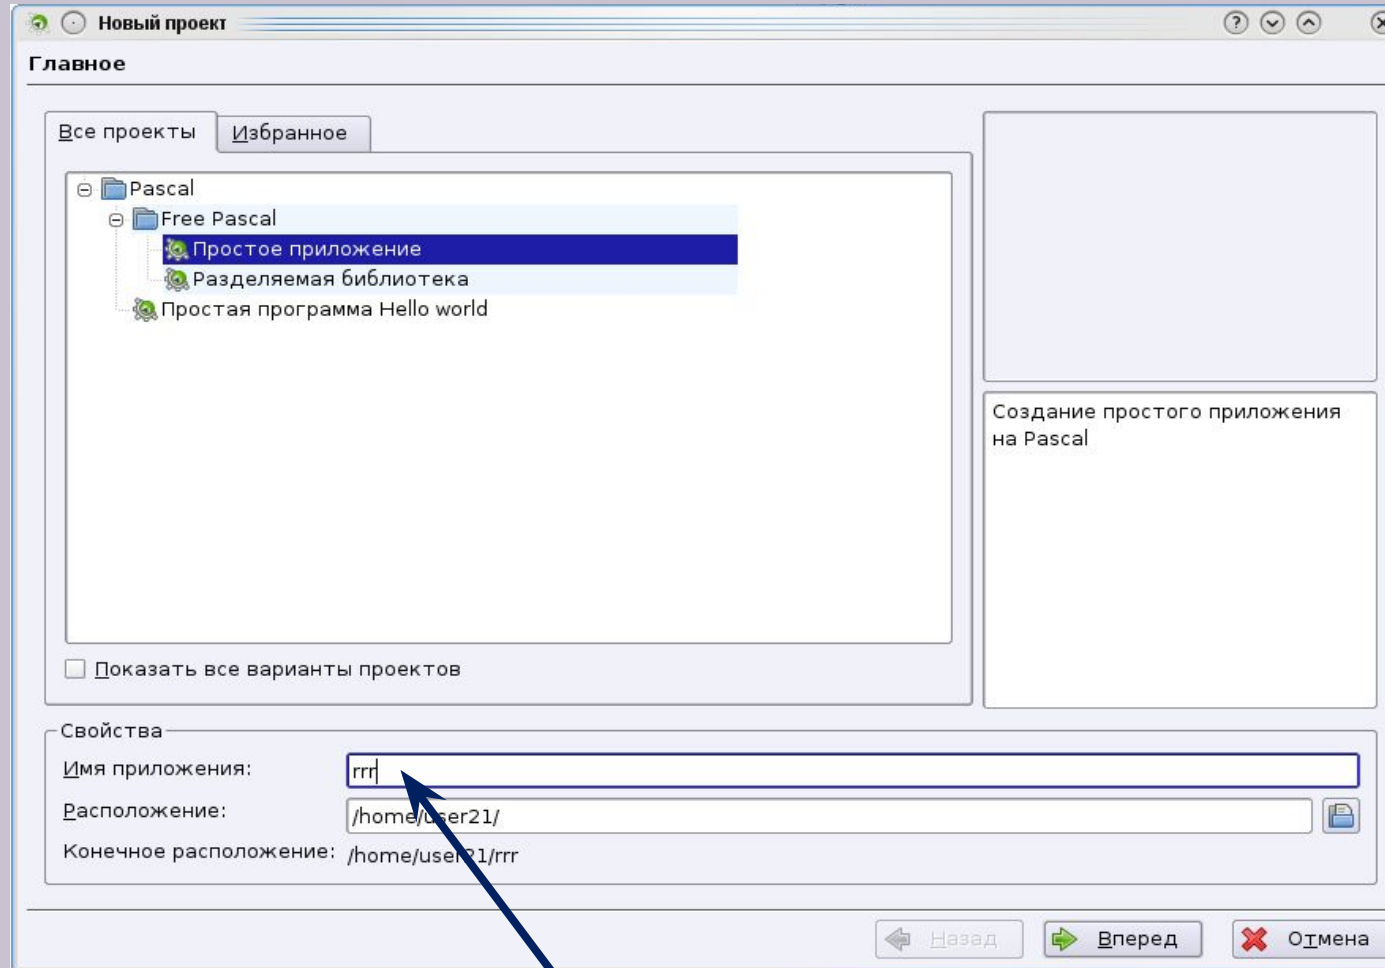 Новый проект
Главное
Все проекты
Избранное
Pascal
Free Pascal
Простое приложение
Разделяемая библиотека
Простая программа Hello world
Создание простого приложения
на Pascal
Показать все варианты проектов
Свойства
Имя приложения: rrr
Расположение: /home/user21/
Конечное расположение: /home/user21/rrr
Назад
Вперед
Отмена